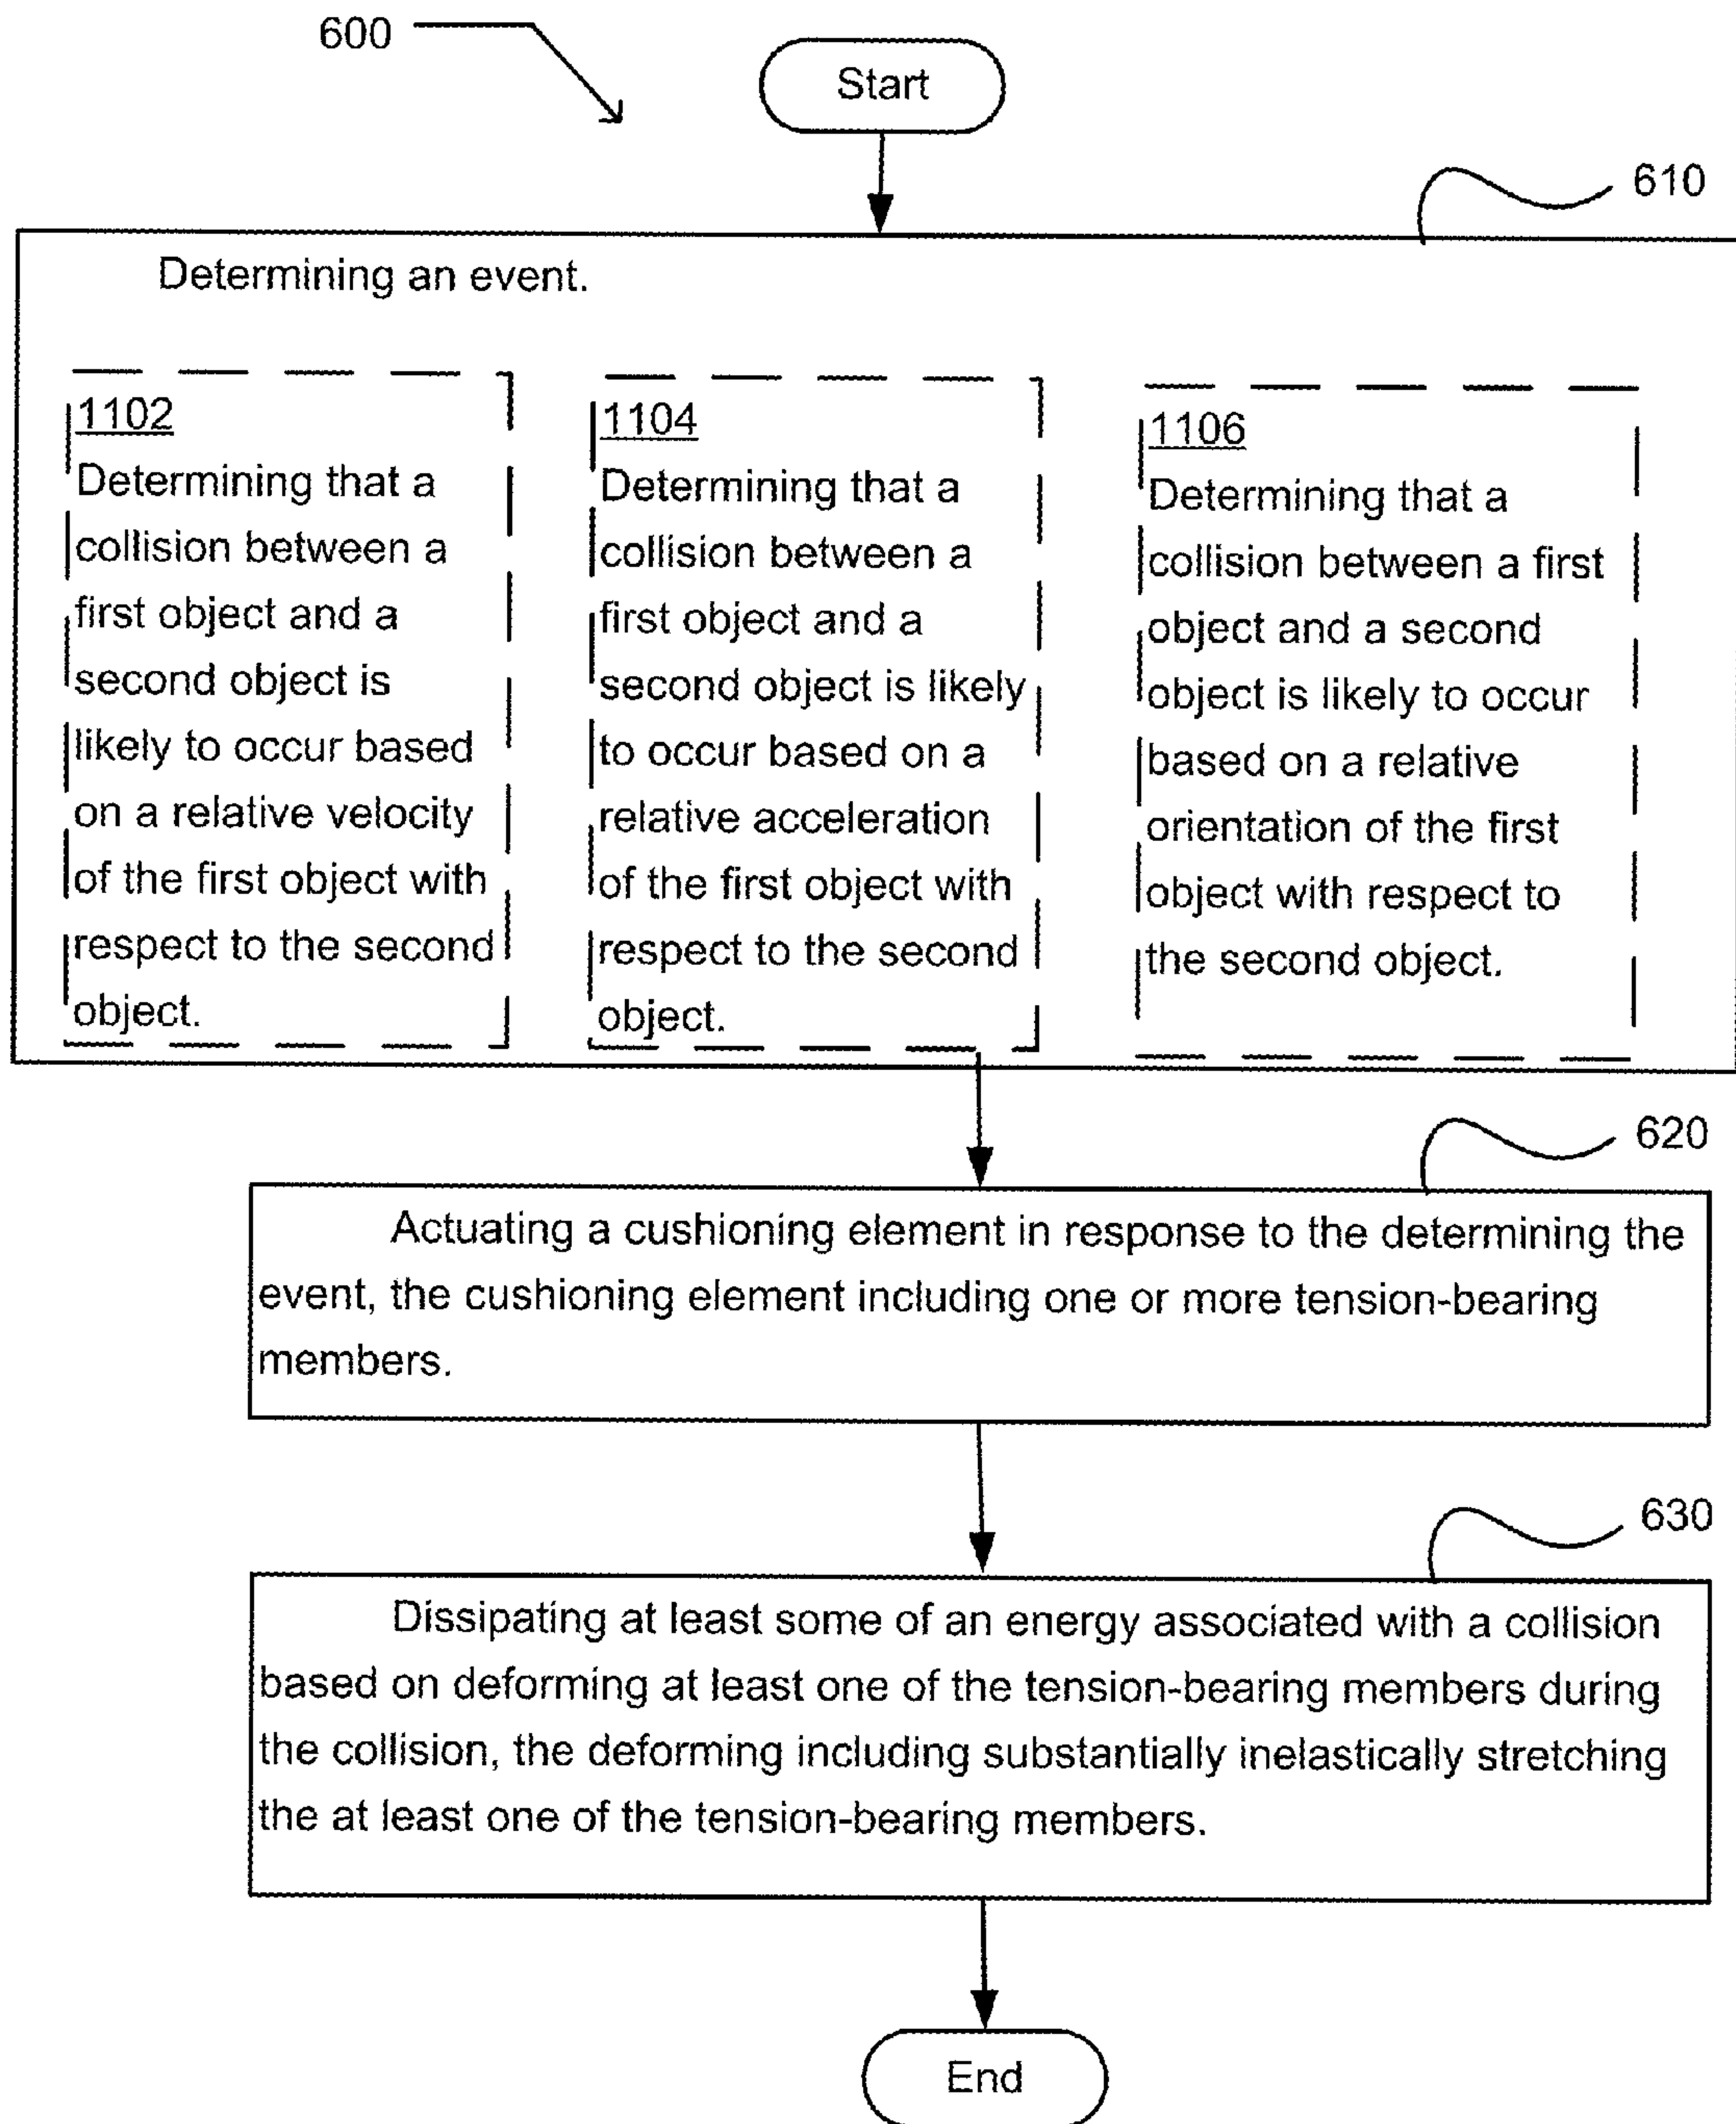 600
Start
610
Determining an event.
1102
Determining that a
collision between a
first object and a
second object is
likely to occur based
on a relative velocity
of the first object with
respect to the second
object.
1104
Determining that a
collision between a
first object and a
second object is likely
to occur based on a
relative acceleration
of the first object with
respect to the second
object.
1106
Determining that a
collision between a first
object and a second
object is likely to occur
based on a relative
orientation of the first
object with respect to
the second object.
620
Actuating a cushioning element in response to the determining the
event, the cushioning element including one or more tension-bearing
members.
630
Dissipating at least some of an energy associated with a collision
based on deforming at least one of the tension-bearing members during
the collision, the deforming including substantially inelastically stretching
the at least one of the tension-bearing members.
End